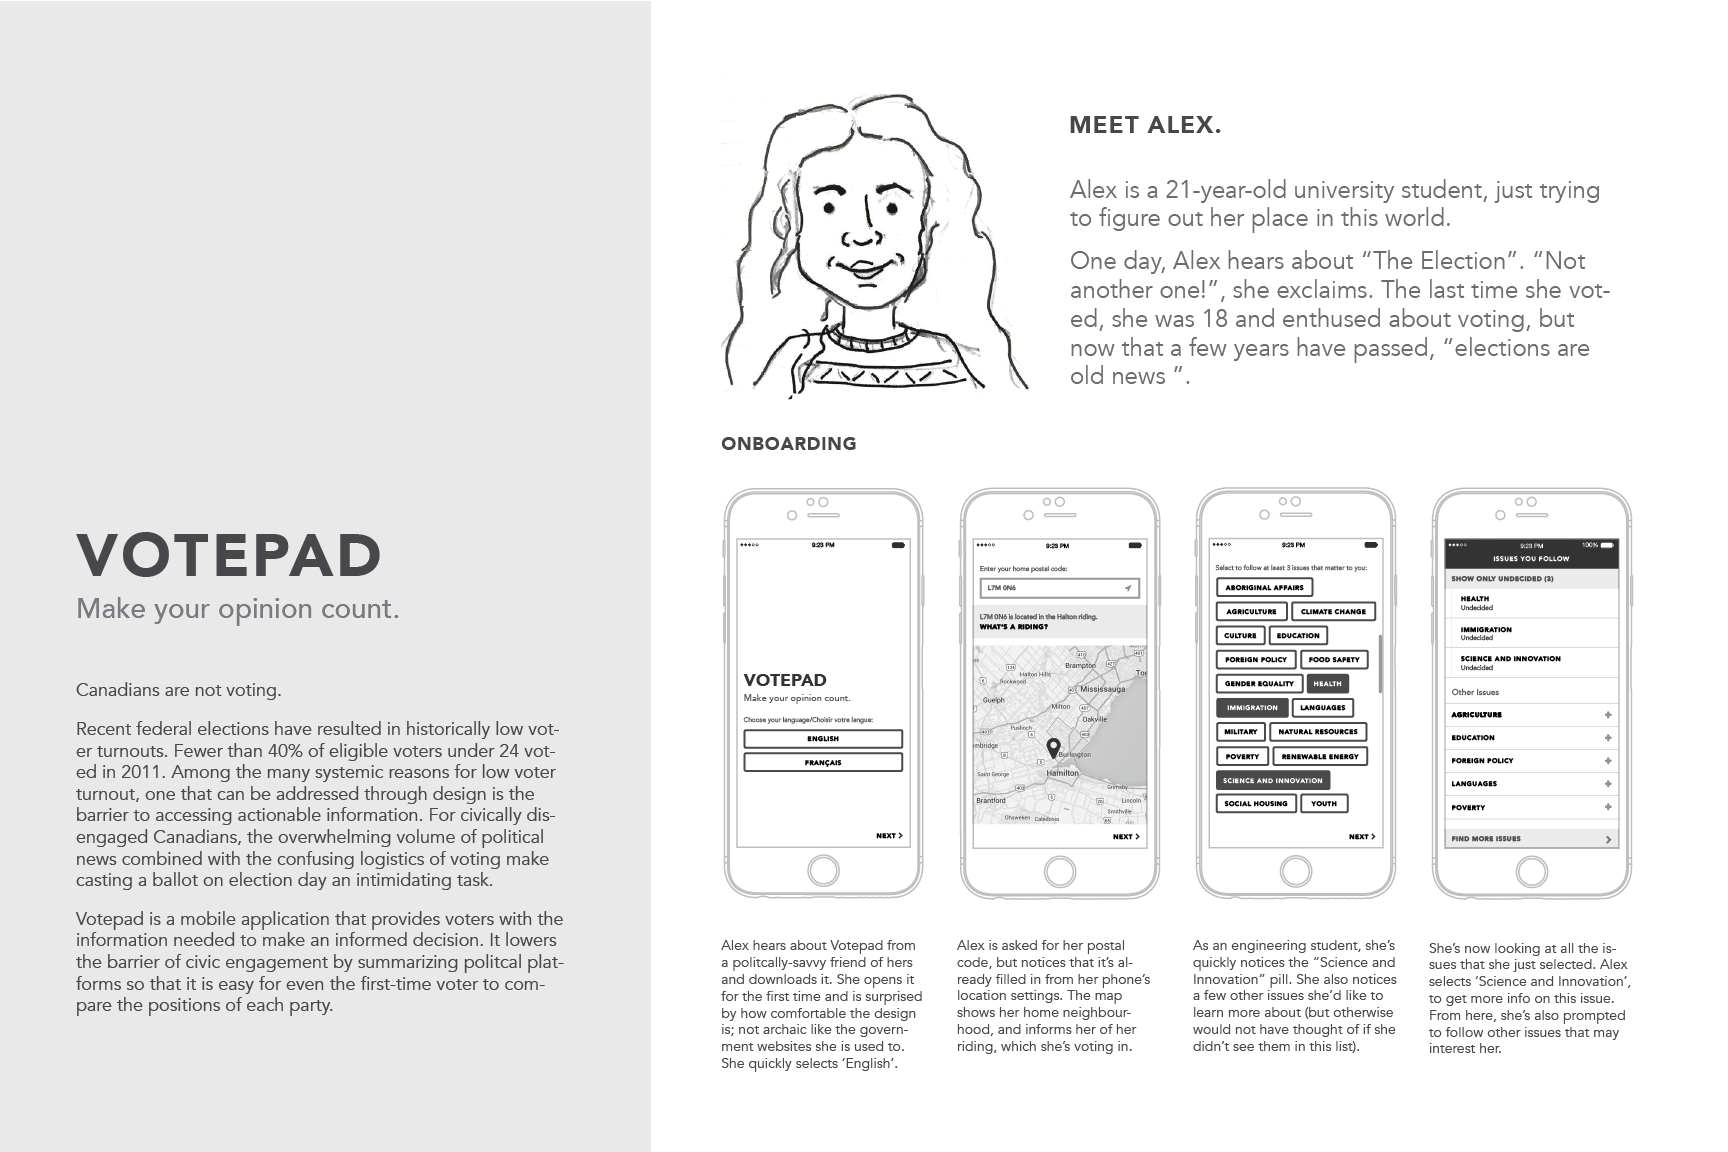 VOTEPAD
Make your opinion count.
Canadians are not voting.
Recent federal elections have resulted in historically low vot-
er turnouts. Fewer than 40% of eligible voters under 24 vot-
ed in 2011. Among the many systemic reasons for low voter
turnout, one that can be addressed through design is the
barrier to accessing actionable information. For civically dis-
engaged Canadians, the overwhelming volume of political
news combined with the confusing logistics of voting make
casting a ballot on election day an intimidating task.
Votepad is a mobile application that provides voters with the
information needed to make an informed decision. It lowers
the barrier of civic engagement by summarizing politcal plat-
forms so that it is easy for even the first-time voter to com-
pare the positions of each party.
MEET ALEX.
Alex is a 21-year-old university student, just trying
to figure out her place in this world.
One day, Alex hears about “The Election”. “Not
another one!”, she exclaims. The last time she vot-
ed, she was 18 and enthused about voting, but
now that a few years have passed, “elections are
old news ”.
ONBOARDING
9:23 PM
VOTEPAD
Make your opinion count.
Choose your language/Choisir votre langue:
ENGLISH
FRANÇAIS
NEXT
9:23 PM
Enter your home postal code:
L7M 0N6
L7M 0N6 is located in the Halton riding.
WHAT'S A RIDING?
Brampton
Halton Hills
Rockwood
Mississauga
Guelph
Milton
Oakville
Puslinch
mbridge
Burlington
Saint George
Hamilton
Grimsby
Brantford
Lincoln
Smithville
Ohsweken
Caledonia
NEXT
9:23 PM
Select to follow at least 3 issues that matter to you:
ABORIGINAL AFFAIRS
AGRICULTURE
CLIMATE CHANGE
CULTURE
EDUCATION
FOREIGN POLICY
FOOD SAFETY
GENDER EQUALITY
HEALTH
IMMIGRATION
LANGUAGES
MILITARY
NATURAL RESOURCES
POVERTY
RENEWABLE ENERGY
SCIENCE AND INNOVATION
SOCIAL HOUSING
YOUTH
NEXT
9:23 PM 100%
ISSUES YOU FOLLOW
SHOW ONLY UNDECIDED (3)
HEALTH
Undecided
IMMIGRATION
Undecided
SCIENCE AND INNOVATION
Undecided
Other Issues
AGRICULTURE
EDUCATION
FOREIGN POLICY
LANGUAGES
POVERTY
FIND MORE ISSUES
Alex hears about Votepad from
a politcally-savvy friend of hers
and downloads it. She opens it
for the first time and is surprised
by how comfortable the design
is; not archaic like the govern-
ment websites she is used to.
She quickly selects ‘English’.
Alex is asked for her postal
code, but notices that it’s al-
ready filled in from her phone’s
location settings. The map
shows her home neighbour-
hood, and informs her of her
riding, which she’s voting in.
As an engineering student, she’s
quickly notices the “Science and
Innovation” pill. She also notices
a few other issues she’d like to
learn more about (but otherwise
would not have thought of if she
didn’t see them in this list).
She’s now looking at all the is-
sues that she just selected. Alex
selects ‘Science and Innovation’,
to get more info on this issue.
From here, she’s also prompted
to follow other issues that may
interest her.